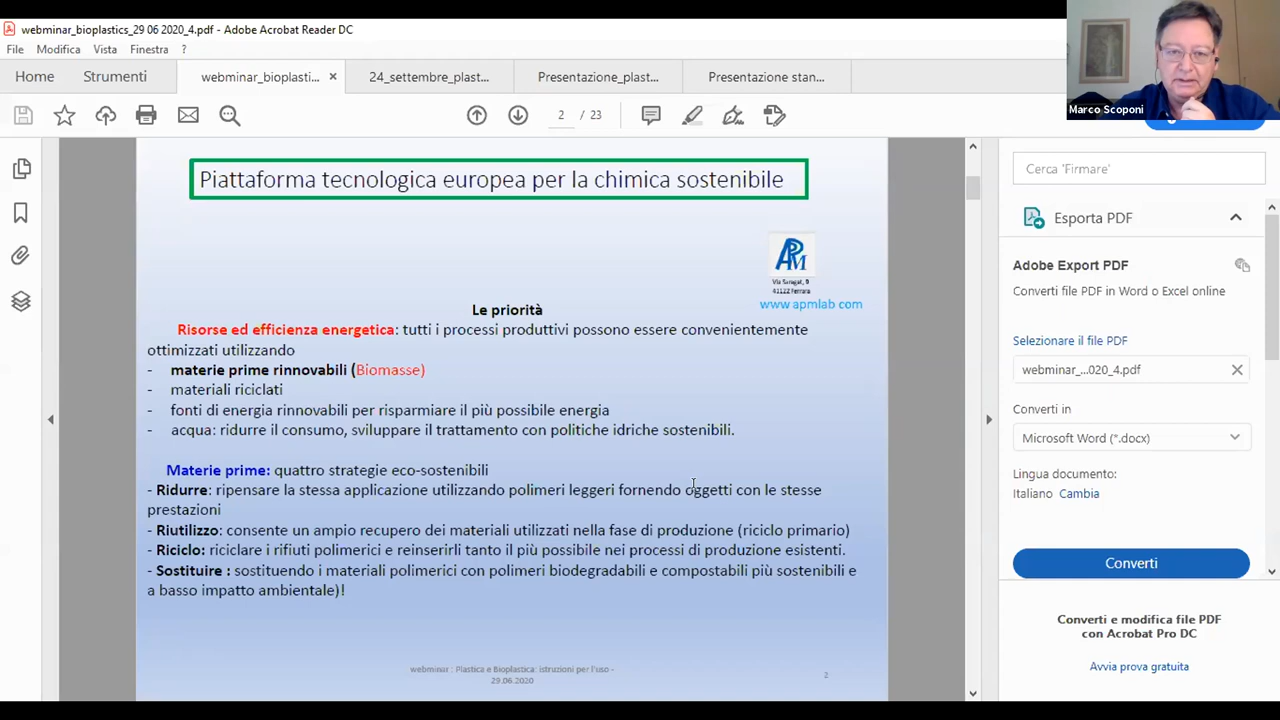 webminar_bioplastics_29 06 2020_4.pdf - Adobe Acrobat Reader DC
File Modifica Vista Finestra ?
Home Strumenti webminar_bioplasti... × 24_settembre_plast... Presentazione_plast... Presentazione stan...
Marco Scoponi
2 / 23
Piattaforma tecnologica europea per la chimica sostenibile
APM
Via Saragat, 9
41122 Ferrara
www apmlab com
Le priorità
Risorse ed efficienza energetica: tutti i processi produttivi possono essere convenientemente
ottimizzati utilizzando
- materie prime rinnovabili (Biomasse)
- materiali riciclati
- fonti di energia rinnovabili per risparmiare il più possibile energia
- acqua: ridurre il consumo, sviluppare il trattamento con politiche idriche sostenibili.
Materie prime: quattro strategie eco-sostenibili
- Ridurre: ripensare la stessa applicazione utilizzando polimeri leggeri fornendo oggetti con le stesse
prestazioni
- Riutilizzo: consente un ampio recupero dei materiali utilizzati nella fase di produzione (riciclo primario)
- Riciclo: riciclare i rifiuti polimerici e reinserirli tanto il più possibile nei processi di produzione esistenti.
- Sostituire : sostituendo i materiali polimerici con polimeri biodegradabili e compostabili più sostenibili e
a basso impatto ambientale)!
webminar : Plastica e Bioplastica: istruzioni per l'uso -
29.06.2020
2
Cerca 'Firmare'
Esporta PDF
Adobe Export PDF
Converti file PDF in Word o Excel online
Selezionare il file PDF
webminar_...020_4.pdf
Converti in
Microsoft Word (*.docx)
Lingua documento:
Italiano Cambia
Converti
Converti e modifica file PDF
con Acrobat Pro DC
Avvia prova gratuita